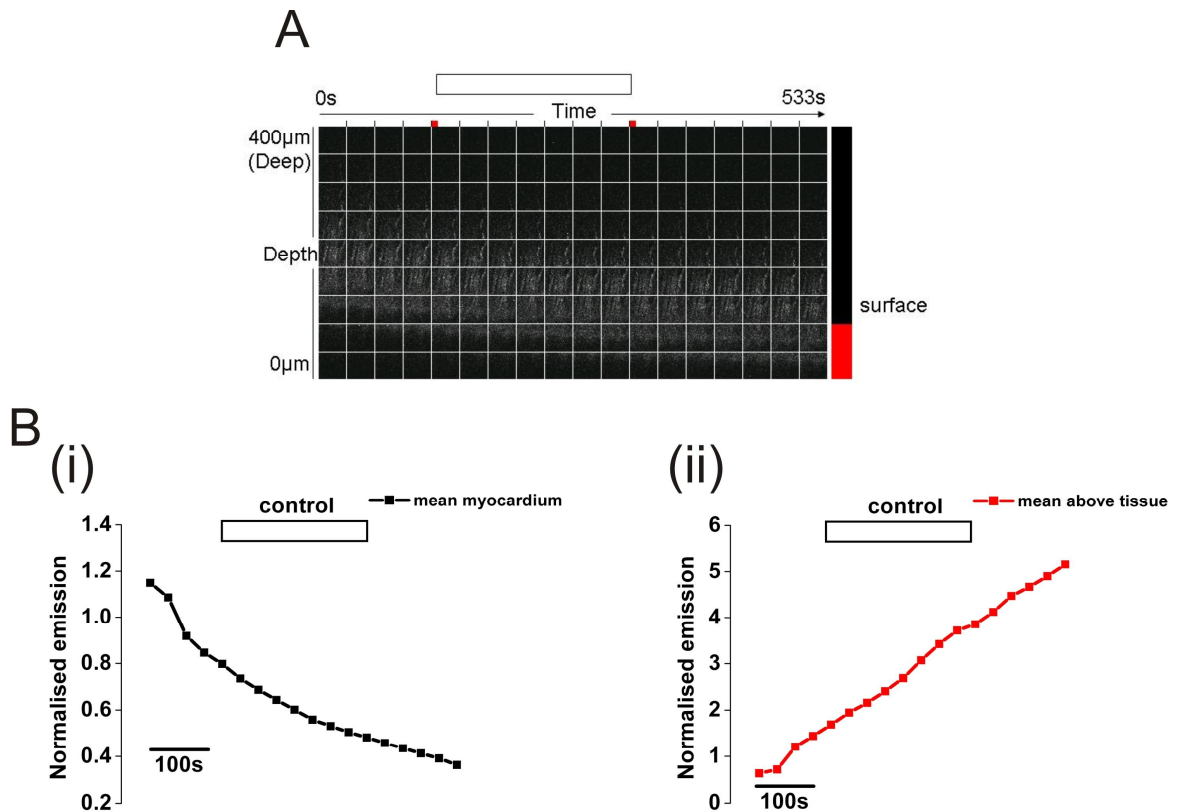 A
0s
Time
533s
400µm
(Deep)
Depth
0µm
surface
B
(i)
control
mean myocardium
Normalised emission
1.4
1.2
1.0
0.8
0.6
0.4
0.2
100s
(ii)
control
mean above tissue
Normalised emission
6
5
4
3
2
1
0
100s